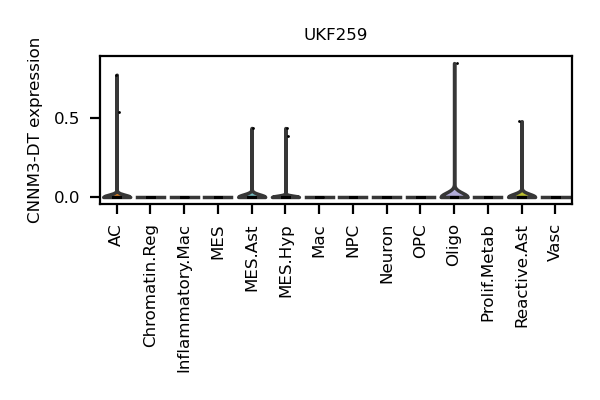 UKF259
CNNM3-DT expression
0.5
0.0
AC
Chromatin.Reg
Inflammatory.Mac
MES
MES.Ast
MES.Hyp
Mac
NPC
Neuron
OPC
Oligo
Prolif.Metab
Reactive.Ast
Vasc